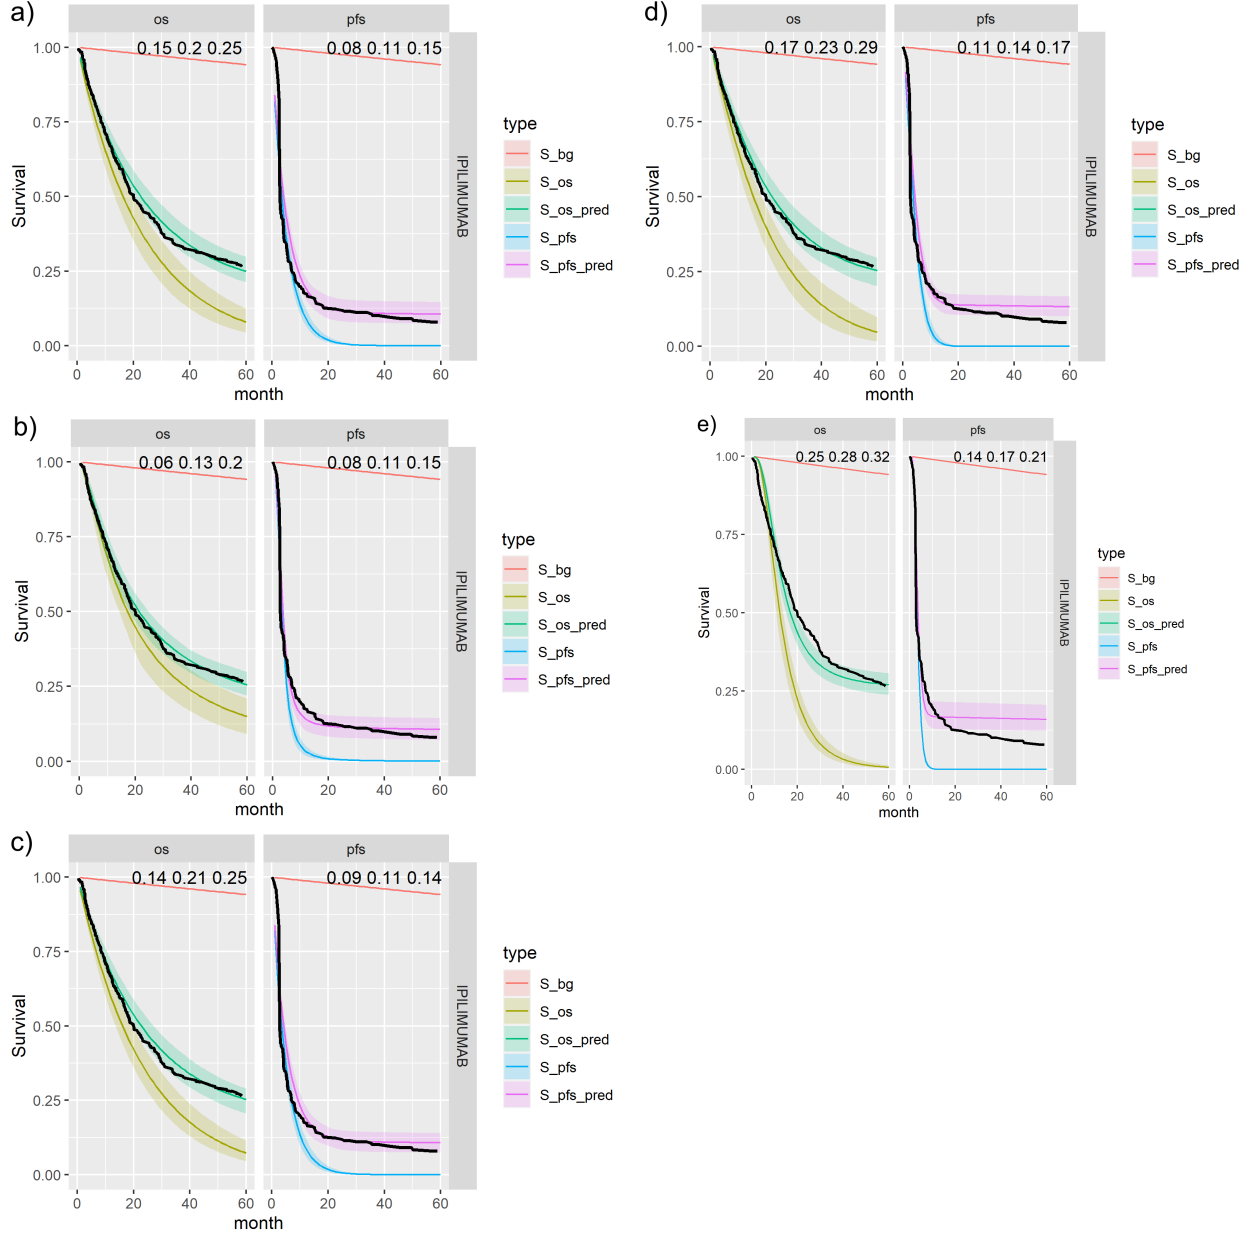 a)
os
pfs
0.15 0.2 0.25
0.08 0.11 0.15
1.00
0.75
0.50
0.25
0.00
Survival
0 20 40 60
0 20 40 60
month
IPILIMUMAB
type
S_bg
S_os
S_os_pred
S_pfs
S_pfs_pred
b)
os
pfs
0.06 0.13 0.2
0.08 0.11 0.15
1.00
0.75
0.50
0.25
0.00
Survival
0 20 40 60
0 20 40 60
month
IPILIMUMAB
type
S_bg
S_os
S_os_pred
S_pfs
S_pfs_pred
c)
os
pfs
0.14 0.21 0.25
0.09 0.11 0.14
1.00
0.75
0.50
0.25
0.00
Survival
0 20 40 60
0 20 40 60
month
IPILIMUMAB
type
S_bg
S_os
S_os_pred
S_pfs
S_pfs_pred
d)
os
pfs
0.17 0.23 0.29
0.11 0.14 0.17
1.00
0.75
0.50
0.25
0.00
Survival
0 20 40 60
0 20 40 60
month
IPILIMUMAB
type
S_bg
S_os
S_os_pred
S_pfs
S_pfs_pred
e)
os
pfs
0.25 0.28 0.32
0.14 0.17 0.21
1.00
0.75
0.50
0.25
0.00
Survival
0 20 40 60
0 20 40 60
month
IPILIMUMAB
type
S_bg
S_os
S_os_pred
S_pfs
S_pfs_pred